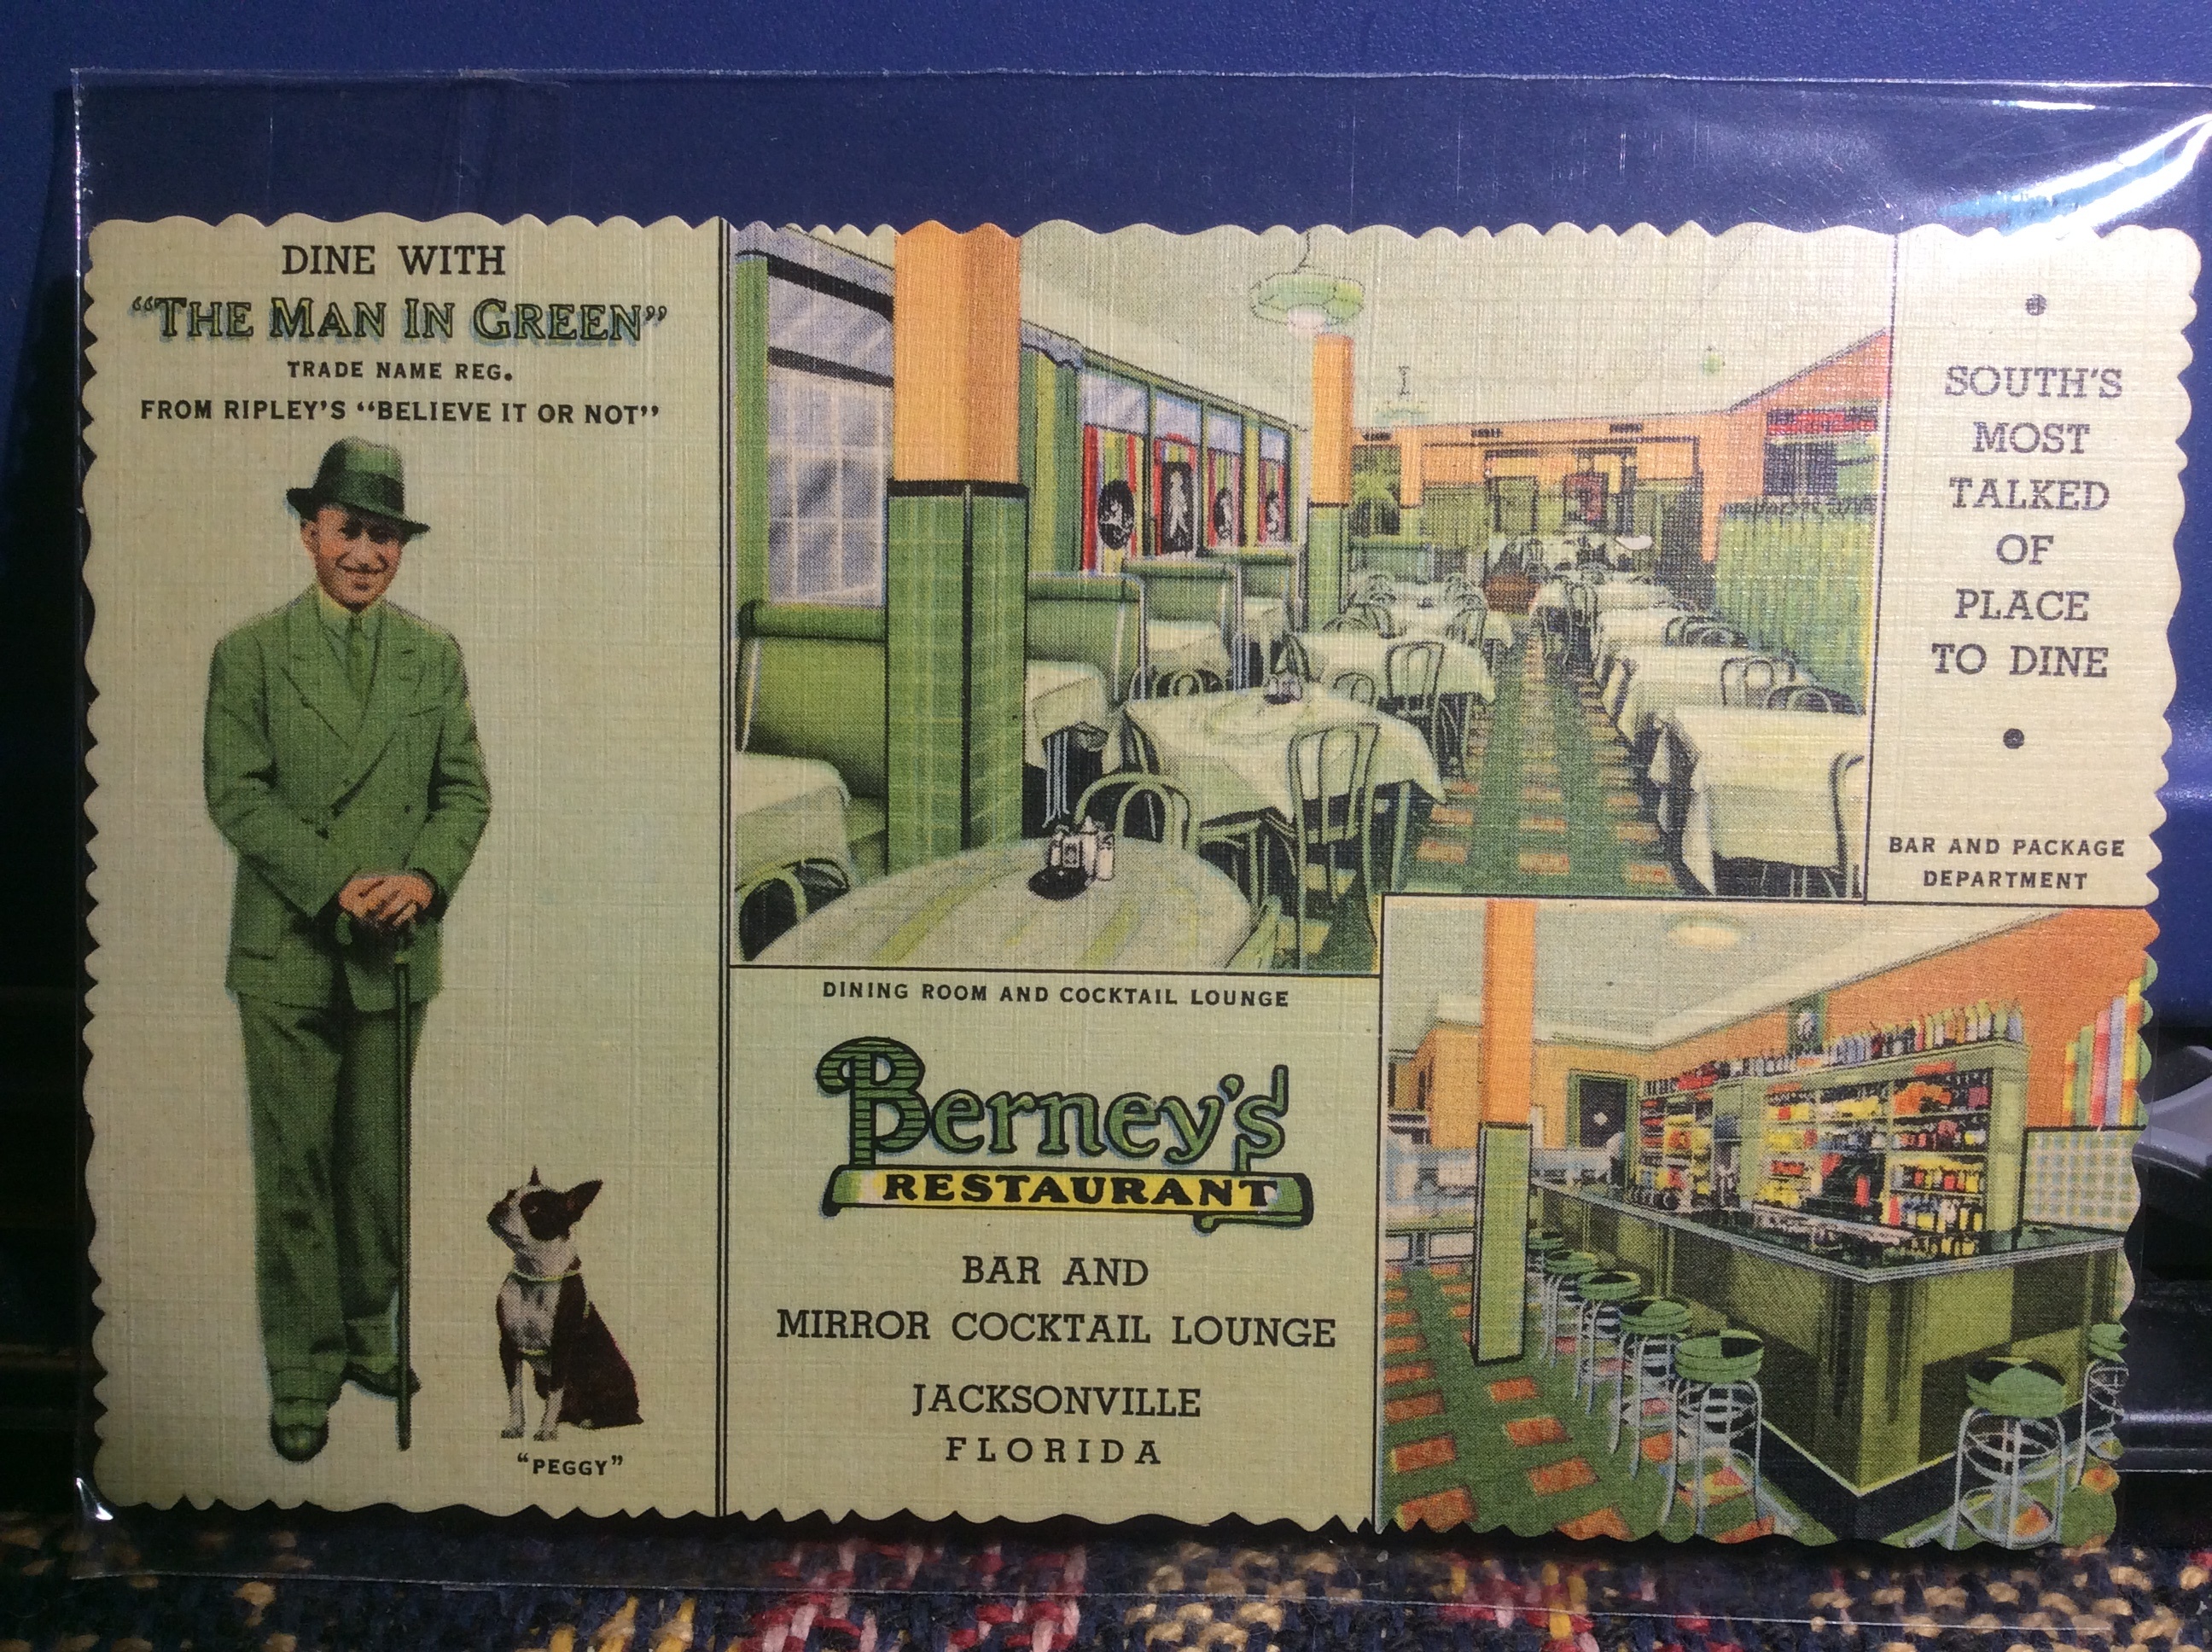 DINE WITH
“THE MAN IN GREEN”
TRADE NAME REG.
FROM RIPLEY'S “BELIEVE IT OR NOT”
“PEGGY”
DINING ROOM AND COCKTAIL LOUNGE
Berney's
RESTAURANT
BAR AND
MIRROR COCKTAIL LOUNGE
JACKSONVILLE
FLORIDA
SOUTH'S
MOST
TALKED
OF
PLACE
TO DINE
BAR AND PACKAGE
DEPARTMENT